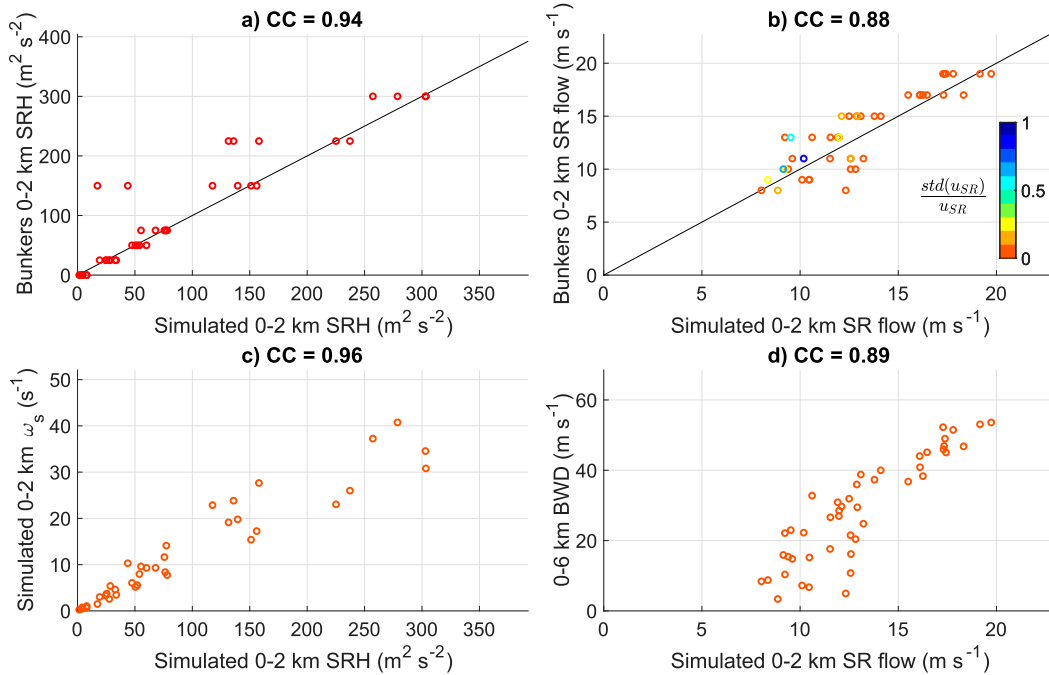 a) CC = 0.94
Bunkers 0-2 km SRH (m² s⁻²)
400
300
200
100
0
0 50 100 150 200 250 300 350
Simulated 0-2 km SRH (m² s⁻²)
b) CC = 0.88
Bunkers 0-2 km SR flow (m s⁻¹)
20
15
10
5
0
0 5 10 15 20
Simulated 0-2 km SR flow (m s⁻¹)
std(u_SR)
u_SR
1
0.5
0
c) CC = 0.96
Simulated 0-2 km ω_s (s⁻¹)
50
40
30
20
10
0
0 50 100 150 200 250 300 350
Simulated 0-2 km SRH (m² s⁻²)
d) CC = 0.89
0-6 km BWD (m s⁻¹)
60
40
20
0
0 5 10 15 20
Simulated 0-2 km SR flow (m s⁻¹)